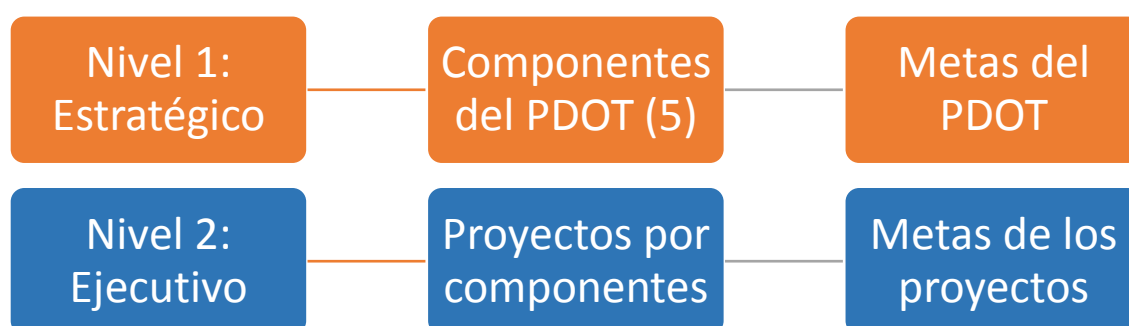 Nivel 1:
Estratégico
Componentes
del PDOT (5)
Metas del
PDOT
Nivel 2:
Ejecutivo
Proyectos por
componentes
Metas de los
proyectos